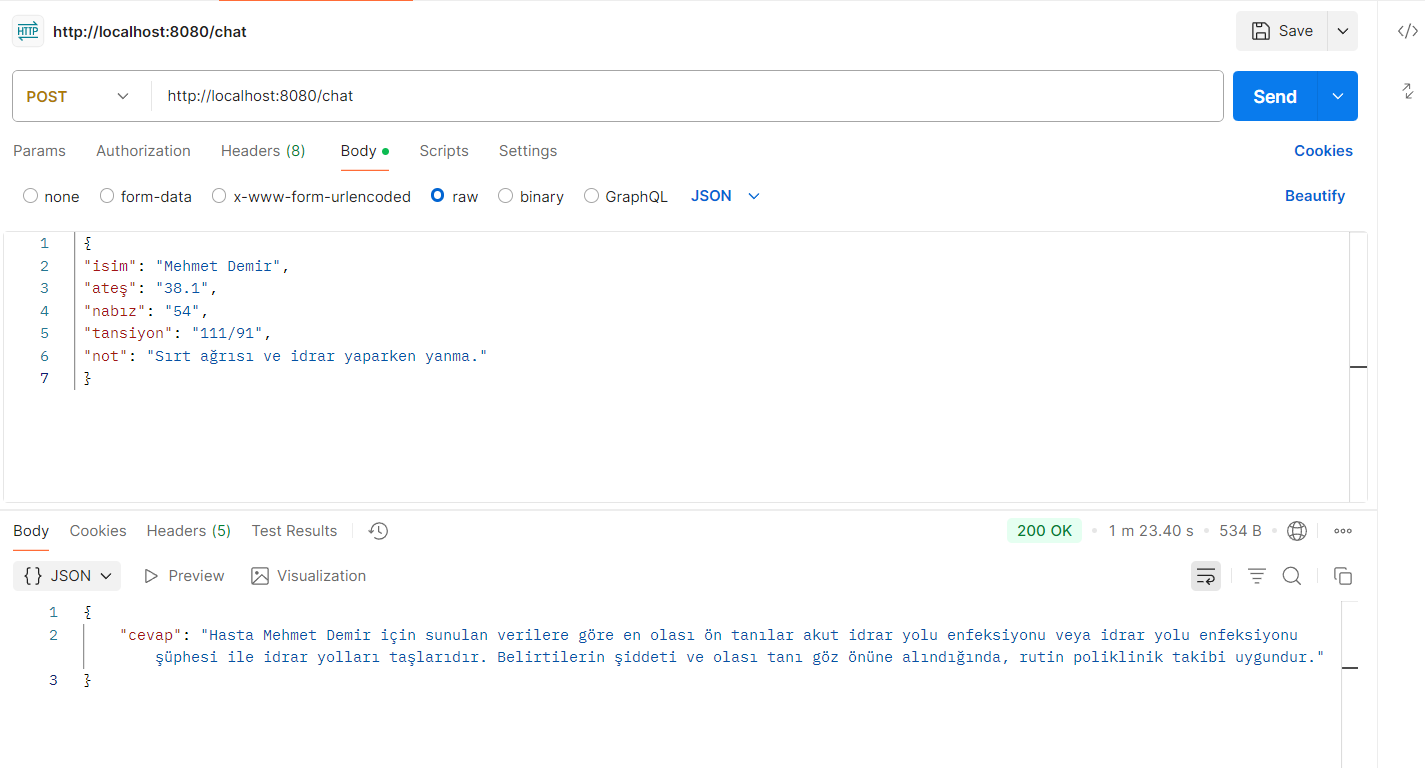 HTTP http://localhost:8080/chat Save
POST http://localhost:8080/chat Send
Params Authorization Headers (8) Body Scripts Settings Cookies
none form-data x-www-form-urlencoded raw binary GraphQL JSON Beautify
1 {
2 "isim": "Mehmet Demir",
3 "ateş": "38.1",
4 "nabız": "54",
5 "tansiyon": "111/91",
6 "not": "Sırt ağrısı ve idrar yaparken yanma."
7 }
Body Cookies Headers (5) Test Results 200 OK • 1 m 23.40 s • 534 B
{} JSON Preview Visualization
1 {
2 "cevap": "Hasta Mehmet Demir için sunulan verilere göre en olası ön tanılar akut idrar yolu enfeksiyonu veya idrar yolu enfeksiyonu
şüphesi ile idrar yolları taşlarıdır. Belirtilerin şiddeti ve olası tanı göz önüne alındığında, rutin poliklinik takibi uygundur."
3 }